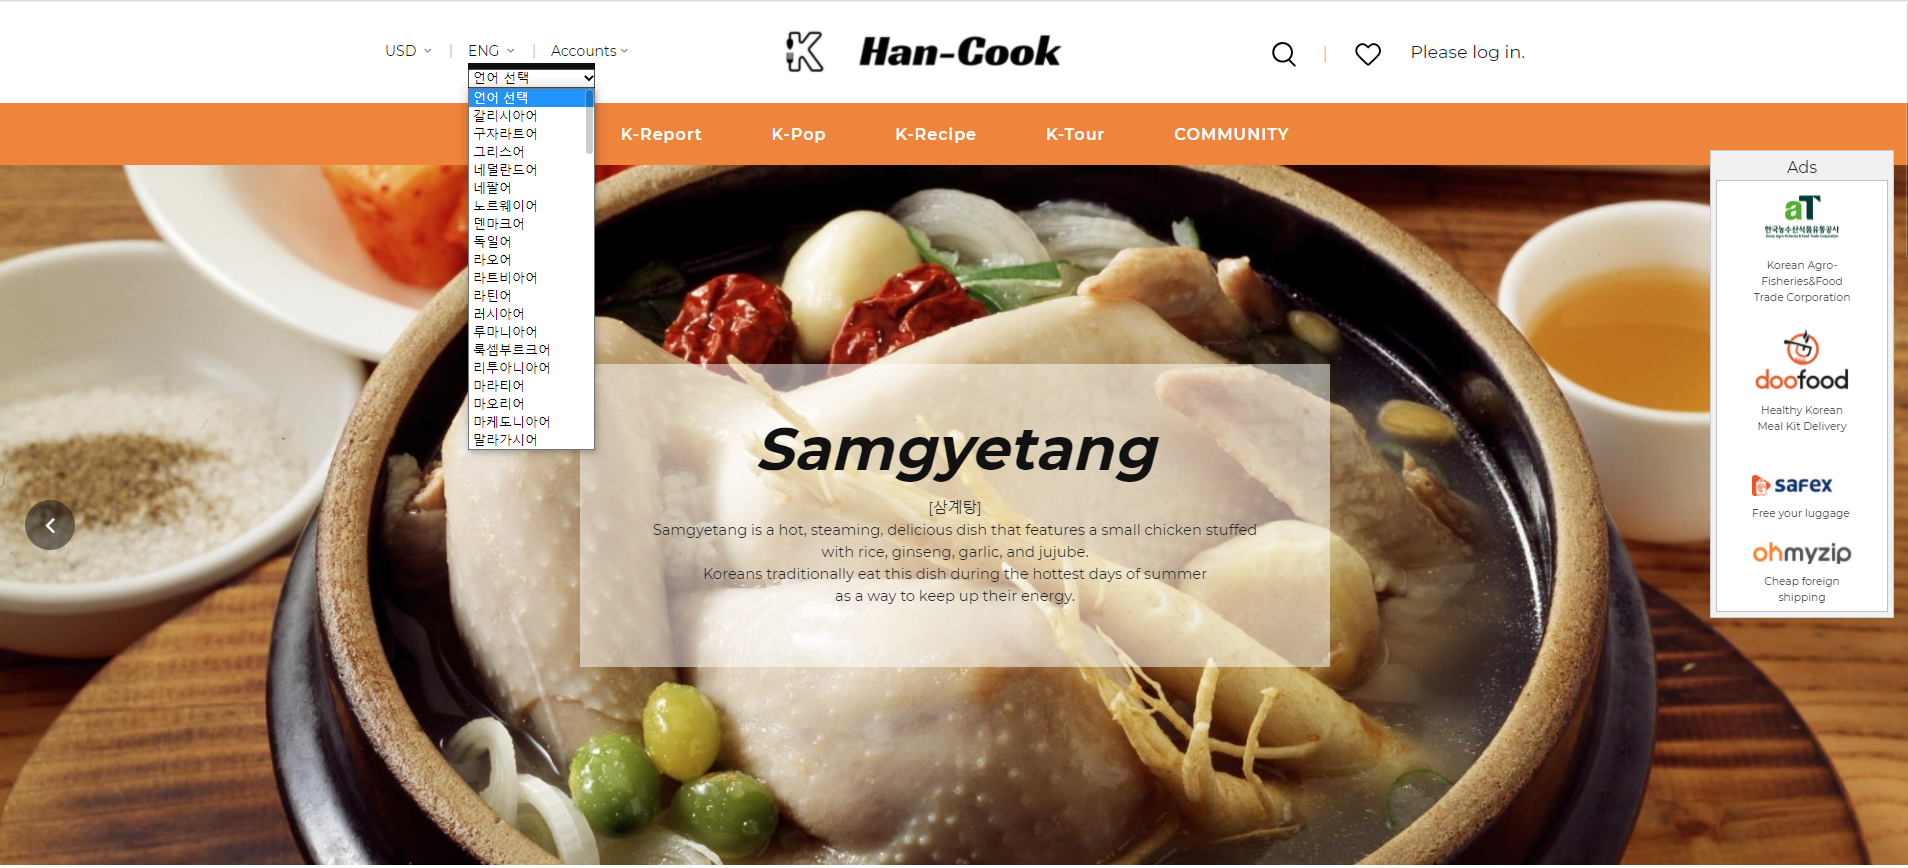 USD
ENG
Accounts
Han-Cook
Please log in.
언어 선택
언어 선택
갈리시아어
구자라트어
그리스어
네덜란드어
네팔어
노르웨이어
덴마크어
독일어
라오어
라트비아어
라틴어
러시아어
루마니아어
룩셈부르크어
리투아니아어
마라티어
마오리어
마케도니아어
말라가시어
K-Report
K-Pop
K-Recipe
K-Tour
COMMUNITY
Samgyetang
[삼계탕]
Samgyetang is a hot, steaming, delicious dish that features a small chicken stuffed
with rice, ginseng, garlic, and jujube.
Koreans traditionally eat this dish during the hottest days of summer
as a way to keep up their energy.
Ads
aT
한국농수산식품유통공사
Korea Agro-Fisheries & Food Trade Corporation
Korean Agro-
Fisheries&Food
Trade Corporation
doofood
Healthy Korean
Meal Kit Delivery
safex
Free your luggage
ohmyzip
Cheap foreign
shipping